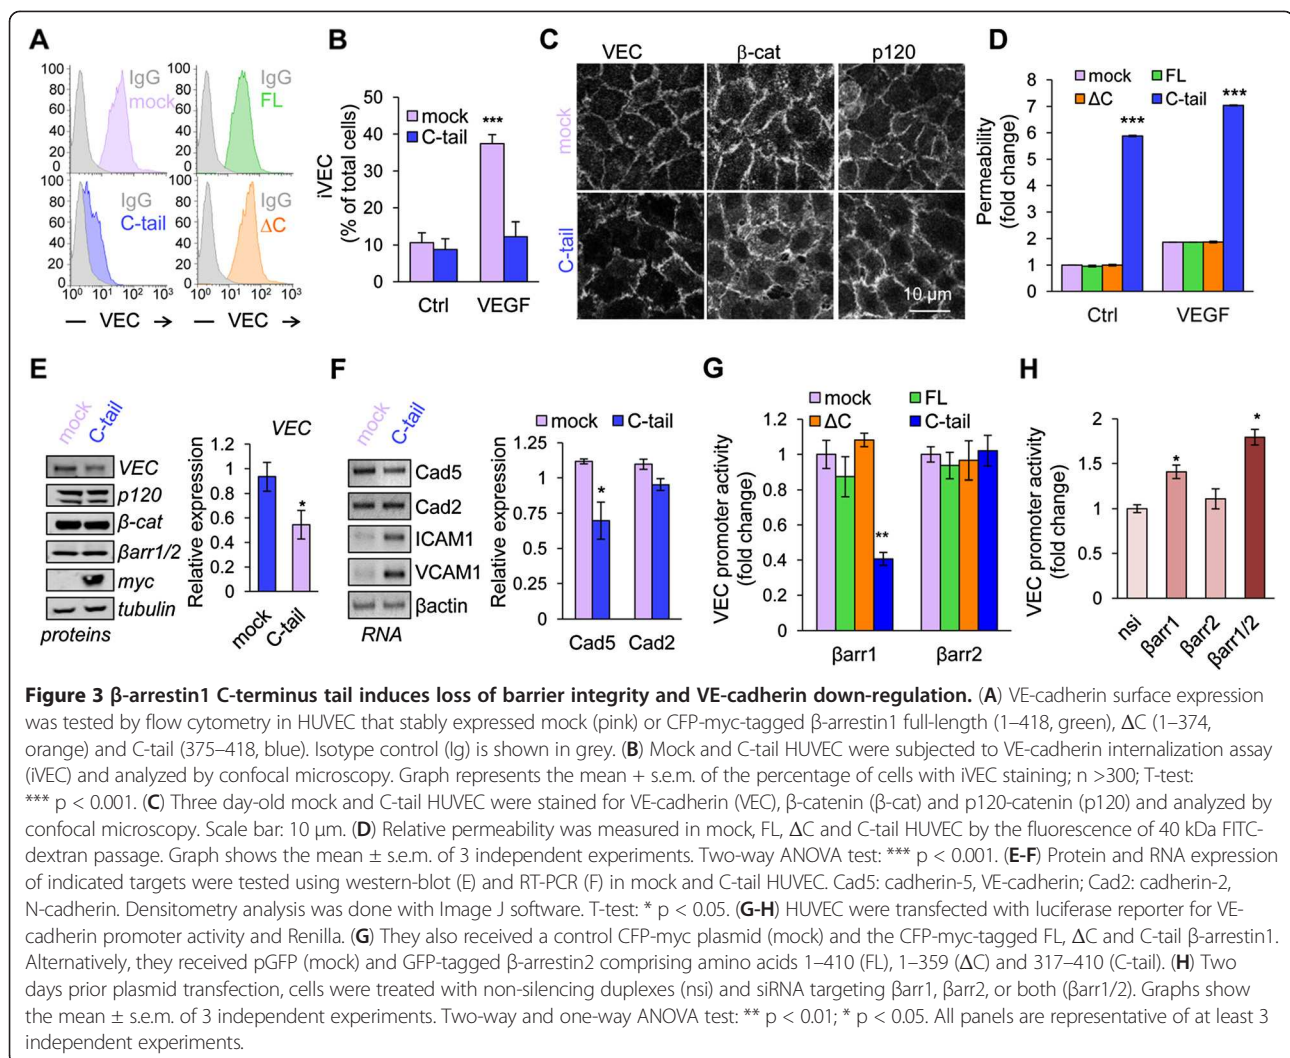 A
B
C
D
100
80
60
40
20
0
IgG
mock
100
80
60
40
20
0
IgG
FL
100
80
60
40
20
0
IgG
C-tail
100
80
60
40
20
0
IgG
ΔC
10⁰ 10¹ 10² 10³
10⁰ 10¹ 10² 10³
— VEC →
— VEC →
iVEC
(% of total cells)
50
40
30
20
10
0
mock
C-tail
***
Ctrl VEGF
VEC β-cat p120
mock
C-tail
10 µm
Permeability
(fold change)
8
7
6
5
4
3
2
1
0
mock FL
ΔC C-tail
*** ***
Ctrl VEGF
E
F
G
H
mock C-tail
VEC
p120
β-cat
βarr1/2
myc
tubulin
proteins
VEC
Relative expression
1.2
1
0.8
0.6
0.4
0.2
0
*
mock C-tail
mock C-tail
Cad5
Cad2
ICAM1
VCAM1
βactin
RNA
mock C-tail
Relative expression
1.25
1
0.75
0.5
0.25
0
*
Cad5 Cad2
mock FL
ΔC C-tail
VEC promoter activity
(fold change)
1.2
1
0.8
0.6
0.4
0.2
0
**
βarr1 βarr2
VEC promoter activity
(fold change)
2
1.5
1
0.5
0
* *
nsi βarr1 βarr2 βarr1/2
Figure 3 β-arrestin1 C-terminus tail induces loss of barrier integrity and VE-cadherin down-regulation. (A) VE-cadherin surface expression
was tested by flow cytometry in HUVEC that stably expressed mock (pink) or CFP-myc-tagged β-arrestin1 full-length (1–418, green), ΔC (1–374,
orange) and C-tail (375–418, blue). Isotype control (Ig) is shown in grey. (B) Mock and C-tail HUVEC were subjected to VE-cadherin internalization assay
(iVEC) and analyzed by confocal microscopy. Graph represents the mean + s.e.m. of the percentage of cells with iVEC staining; n >300; T-test:
*** p < 0.001. (C) Three day-old mock and C-tail HUVEC were stained for VE-cadherin (VEC), β-catenin (β-cat) and p120-catenin (p120) and analyzed by
confocal microscopy. Scale bar: 10 µm. (D) Relative permeability was measured in mock, FL, ΔC and C-tail HUVEC by the fluorescence of 40 kDa FITC-
dextran passage. Graph shows the mean ± s.e.m. of 3 independent experiments. Two-way ANOVA test: *** p < 0.001. (E-F) Protein and RNA expression
of indicated targets were tested using western-blot (E) and RT-PCR (F) in mock and C-tail HUVEC. Cad5: cadherin-5, VE-cadherin; Cad2: cadherin-2,
N-cadherin. Densitometry analysis was done with Image J software. T-test: * p < 0.05. (G-H) HUVEC were transfected with luciferase reporter for VE-
cadherin promoter activity and Renilla. (G) They also received a control CFP-myc plasmid (mock) and the CFP-myc-tagged FL, ΔC and C-tail β-arrestin1.
Alternatively, they received pGFP (mock) and GFP-tagged β-arrestin2 comprising amino acids 1–410 (FL), 1–359 (ΔC) and 317–410 (C-tail). (H) Two
days prior plasmid transfection, cells were treated with non-silencing duplexes (nsi) and siRNA targeting βarr1, βarr2, or both (βarr1/2). Graphs show
the mean ± s.e.m. of 3 independent experiments. Two-way and one-way ANOVA test: ** p < 0.01; * p < 0.05. All panels are representative of at least 3
independent experiments.